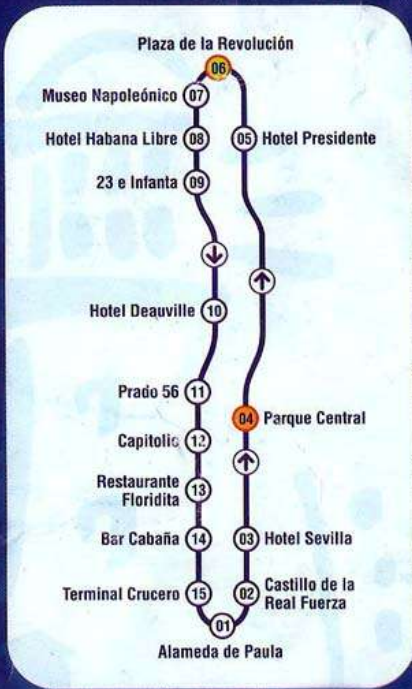 Plaza de la Revolución
06
Museo Napoleónico 07
Hotel Habana Libre 08
05 Hotel Presidente
23 e Infanta 09
Hotel Deauville 10
Prado 56 11
04 Parque Central
Capitolio 12
Restaurante
Floridita
13
Bar Cabaña 14
03 Hotel Sevilla
Terminal Crucero 15
02 Castillo de la
Real Fuerza
01
Alameda de Paula